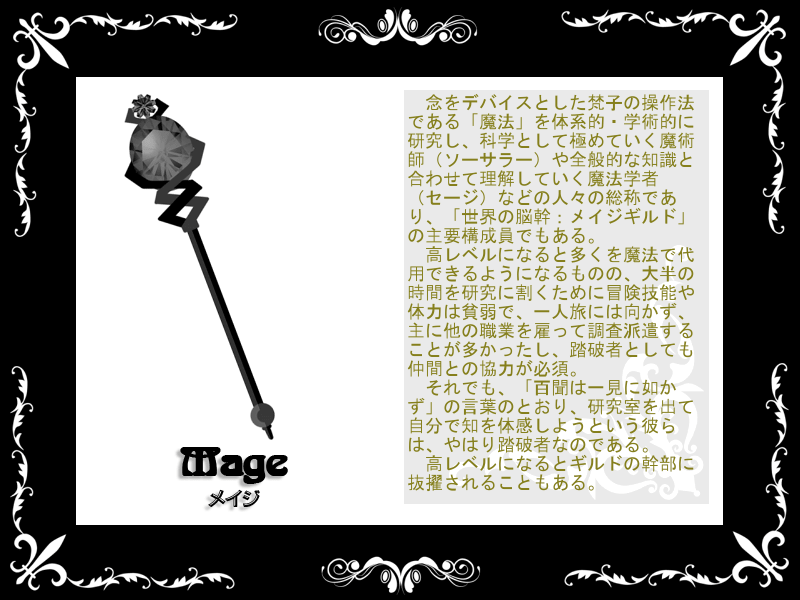 Mage
メイジ
　念をデバイスとした梵子の操作法
である「魔法」を体系的・学術的に
研究し、科学として極めていく魔術
師（ソーサラー）や全般的な知識と
合わせて理解していく魔法学者
（セージ）などの人々の総称であ
り、「世界の脳幹：メイジギルド」
の主要構成員でもある。
　高レベルになると多くを魔法で代
用できるようになるものの、大半の
時間を研究に割くために冒険技能や
体力は貧弱で、一人旅には向かず、
主に他の職業を雇って調査派遣する
ことが多かったし、踏破者としても
仲間との協力が必須。
　それでも、「百聞は一見に如か
ず」の言葉のとおり、研究室を出て
自分で知を体感しようという彼ら
は、やはり踏破者なのである。
　高レベルになるとギルドの幹部に
抜擢されることもある。